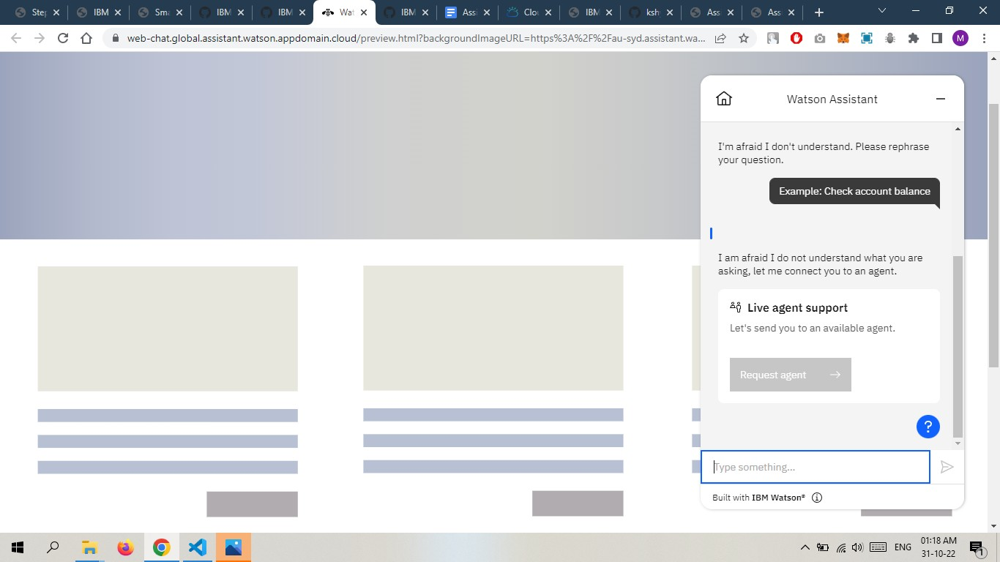 Step
IBM
Sma
IBM
IBM
Wat
IBM
Assi
Clou
IBM
ksh
Ass
Ass
web-chat.global.assistant.watson.appdomain.cloud/preview.html?backgroundImageURL=https%3A%2F%2Fau-syd.assistant.wa...
M
Watson Assistant
I'm afraid I don't understand. Please rephrase
your question.
Example: Check account balance
I am afraid I do not understand what you are
asking, let me connect you to an agent.
Live agent support
Let's send you to an available agent.
Request agent
?
Type something...
Built with IBM Watson®
ENG
01:18 AM
31-10-22
1